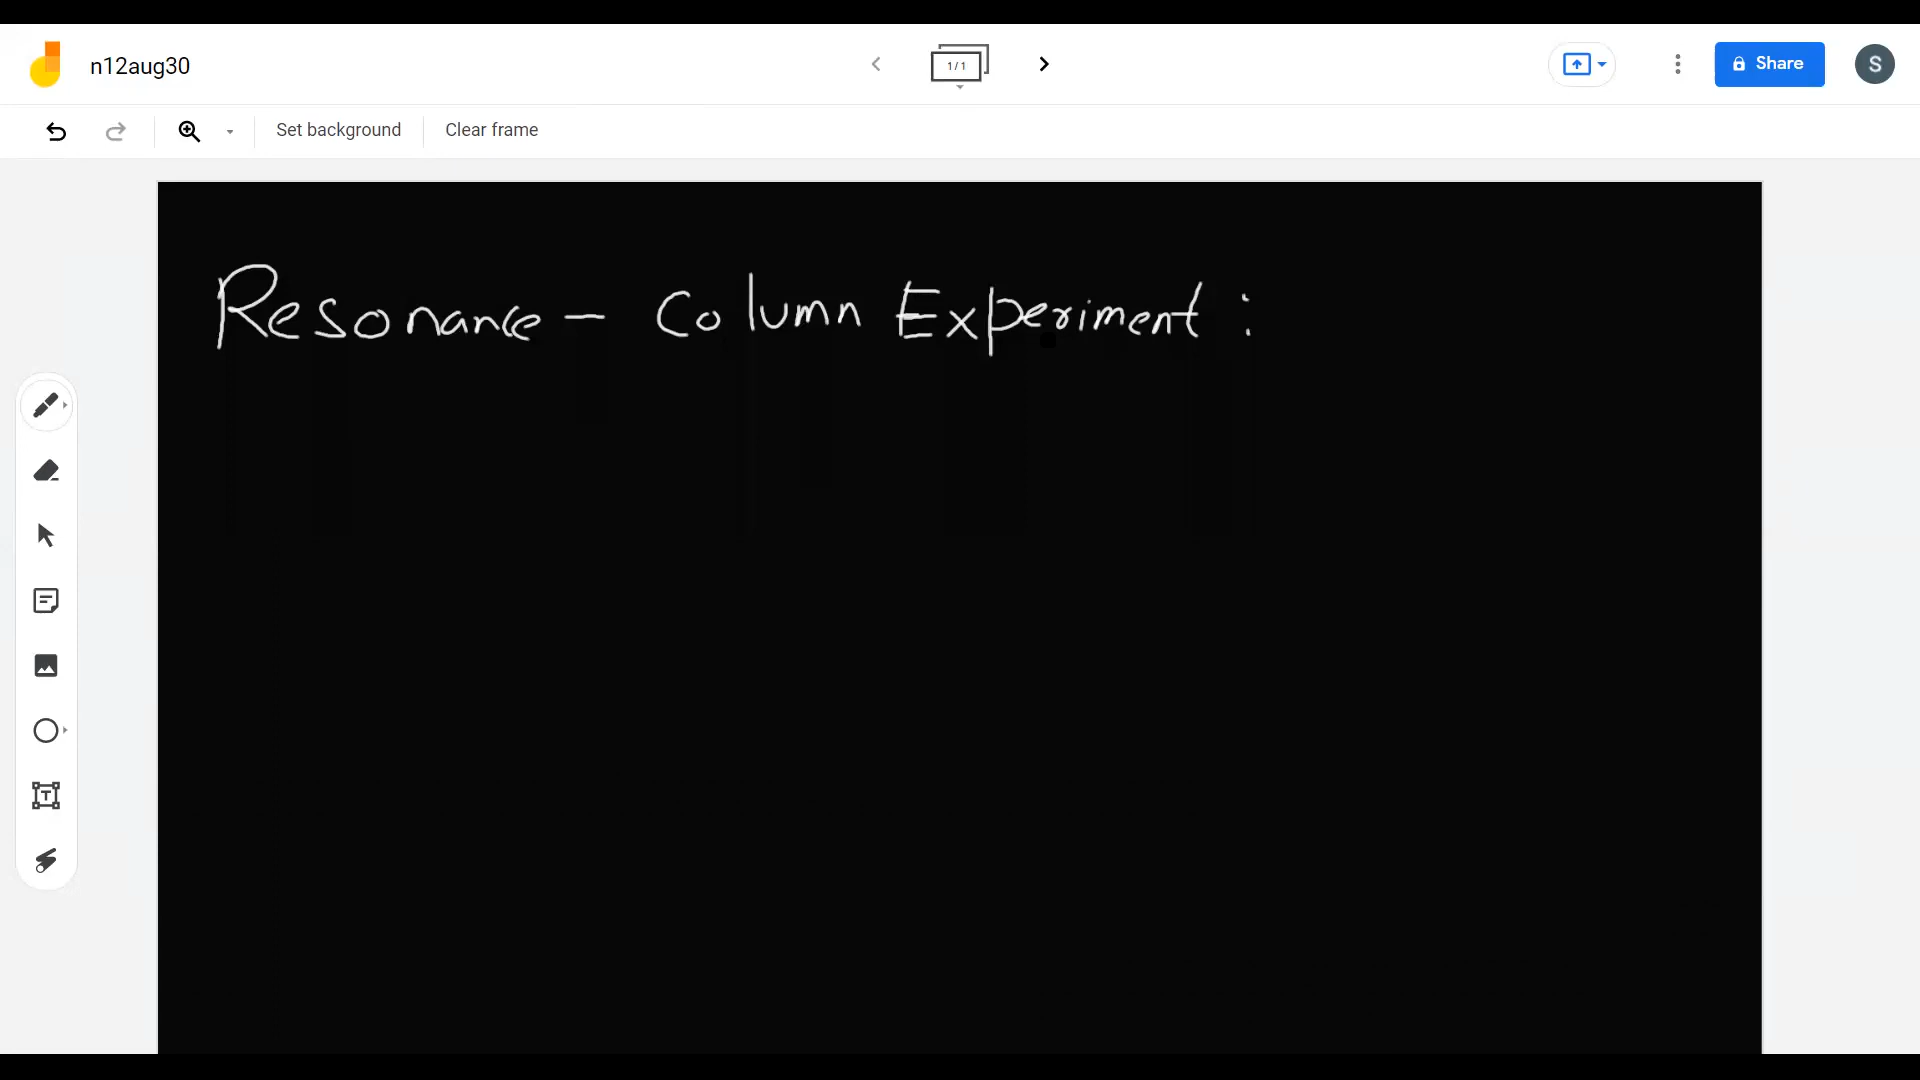 n12aug30
1/1
Share
S
Set background
Clear frame
Resonance - Column Experiment :